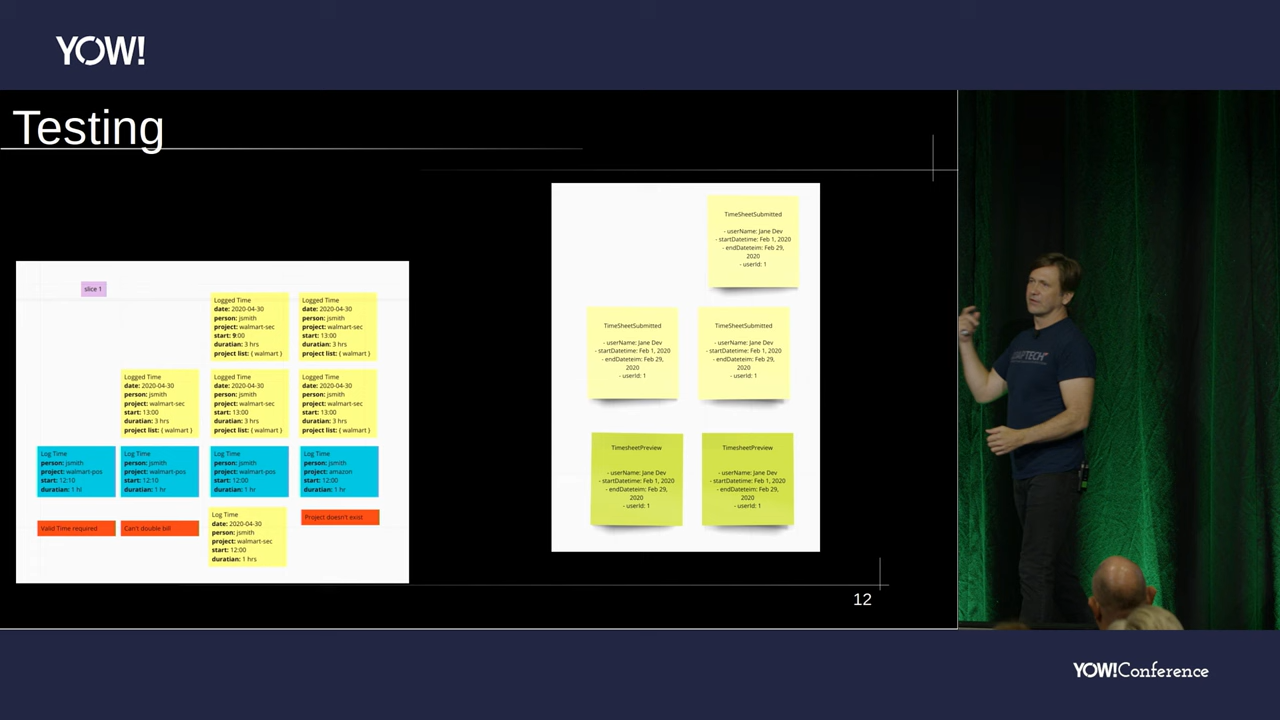 YOW!
Testing
slice 1
Logged Time
date: 2020-04-30
person: jsmith
project: walmart-sec
start: 9:00
duratian: 3 hrs
project list: { walmart }
Logged Time
date: 2020-04-30
person: jsmith
project: walmart-sec
start: 13:00
duratian: 3 hrs
project list: { walmart }
Logged Time
date: 2020-04-30
person: jsmith
project: walmart-sec
start: 13:00
duratian: 3 hrs
project list: { walmart }
Logged Time
date: 2020-04-30
person: jsmith
project: walmart-sec
start: 13:00
duratian: 3 hrs
project list: { walmart }
Logged Time
date: 2020-04-30
person: jsmith
project: walmart-sec
start: 13:00
duratian: 3 hrs
project list: { walmart }
Log Time
person: jsmith
project: walmart-pos
start: 12:10
duratian: 1 hl
Log Time
person: jsmith
project: walmart-pos
start: 12:10
duratian: 1 hr
Log Time
person: jsmith
project: walmart-pos
start: 12:00
duratian: 1 hr
Log Time
person: jsmith
project: amazon
start: 12:00
duratian: 1 hr
Valid Time required
Can't double bill
Log Time
date: 2020-04-30
person: jsmith
project: walmart-sec
start: 12:00
duratian: 1 hrs
Project doesn't exist
TimeSheetSubmitted
- userName: Jane Dev
- startDatetime: Feb 1, 2020
- endDateteim: Feb 29,
2020
- userId: 1
TimeSheetSubmitted
- userName: Jane Dev
- startDatetime: Feb 1, 2020
- endDateteim: Feb 29,
2020
- userId: 1
TimeSheetSubmitted
- userName: Jane Dev
- startDatetime: Feb 1, 2020
- endDateteim: Feb 29,
2020
- userId: 1
TimesheetPreview
- userName: Jane Dev
- startDatetime: Feb 1, 2020
- endDateteim: Feb 29,
2020
- userId: 1
TimesheetPreview
- userName: Jane Dev
- startDatetime: Feb 1, 2020
- endDateteim: Feb 29,
2020
- userId: 1
12
YOW!Conference